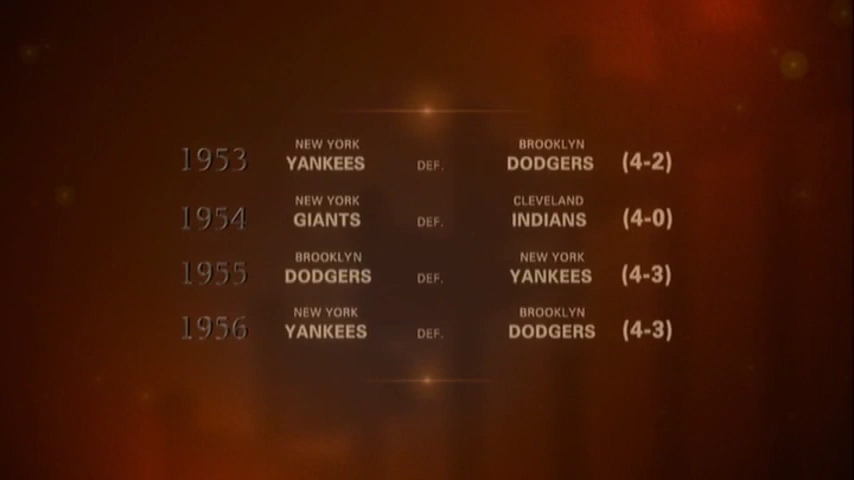 NEW YORK BROOKLYN
1953 YANKEES DEF. DODGERS (4-2)
NEW YORK CLEVELAND
1954 GIANTS DEF. INDIANS (4-0)
BROOKLYN NEW YORK
1955 DODGERS DEF. YANKEES (4-3)
NEW YORK BROOKLYN
1956 YANKEES DEF. DODGERS (4-3)